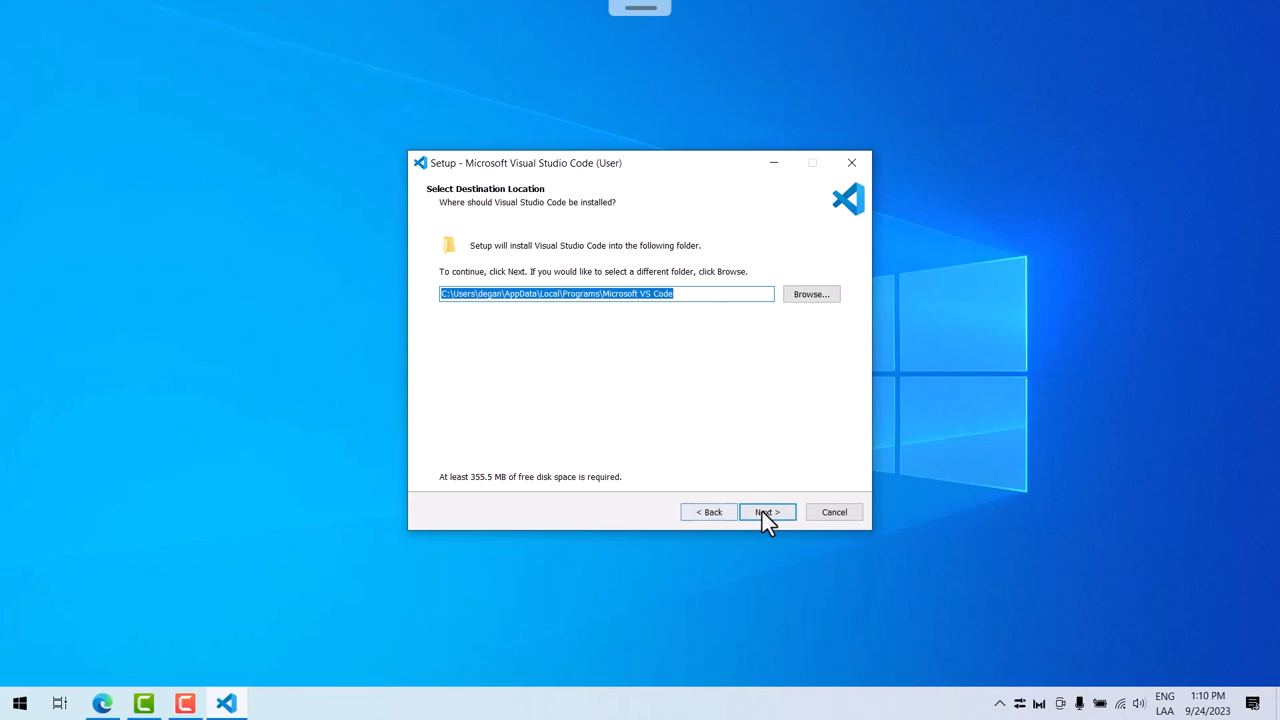 Setup - Microsoft Visual Studio Code (User)
Select Destination Location
Where should Visual Studio Code be installed?
Setup will install Visual Studio Code into the following folder.
To continue, click Next. If you would like to select a different folder, click Browse.
C:\Users\degan\AppData\Local\Programs\Microsoft VS Code
Browse...
At least 355.5 MB of free disk space is required.
< Back
Next >
Cancel
ENG
LAA
1:10 PM
9/24/2023